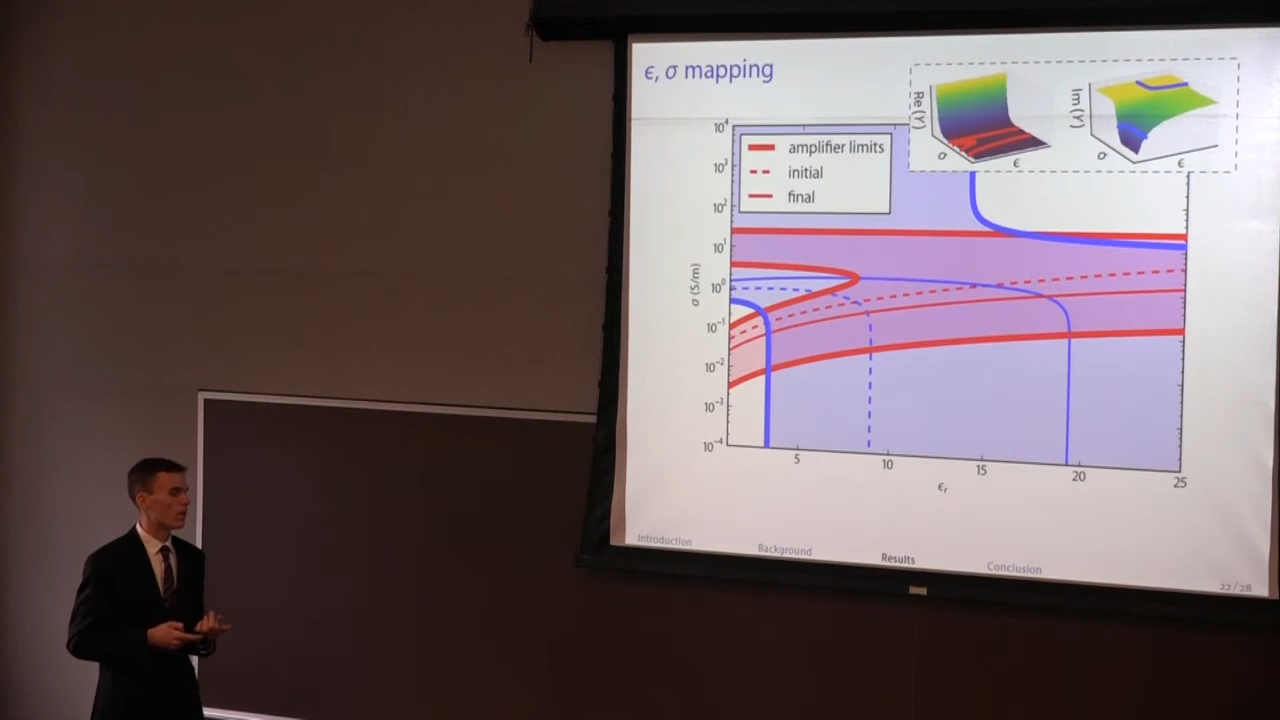 ϵ, σ mapping
Re(Y)
σ
ϵ
Im(Y)
σ
ϵ
amplifier limits
initial
final
10⁴
10³
10²
10¹
10⁰
10⁻¹
10⁻²
10⁻³
10⁻⁴
σ (S/m)
5
10
15
20
25
ϵᵣ
Introduction
Background
Results
Conclusion
22/28